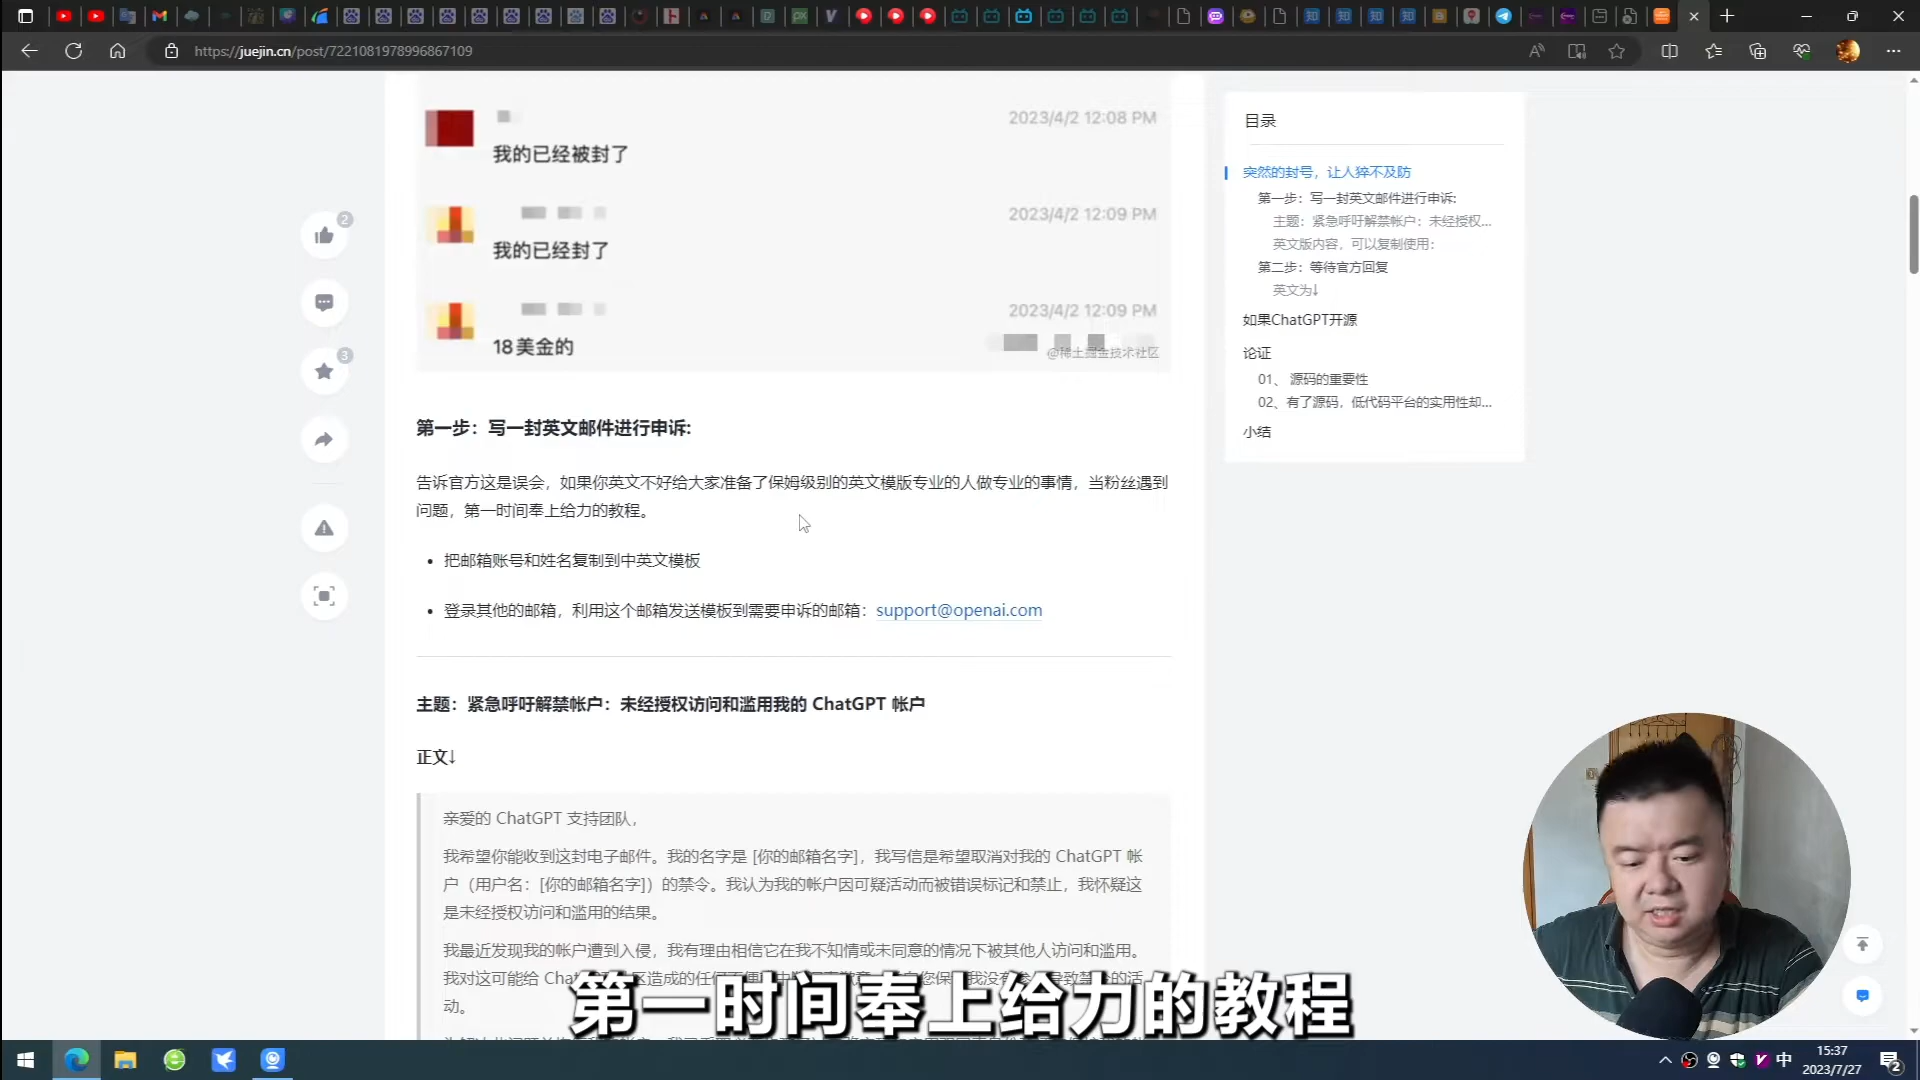 https://juejin.cn/post/7221081978996867109
2023/4/2 12:08 PM
我的已经被封了
2023/4/2 12:09 PM
我的已经封了
2023/4/2 12:09 PM
18美金的
@稀土掘金技术社区
2
3
第一步：写一封英文邮件进行申诉:
告诉官方这是误会，如果你英文不好给大家准备了保姆级别的英文模版专业的人做专业的事情，当粉丝遇到
问题，第一时间奉上给力的教程。
把邮箱账号和姓名复制到中英文模板
登录其他的邮箱，利用这个邮箱发送模板到需要申诉的邮箱：support@openai.com
主题：紧急呼吁解禁帐户：未经授权访问和滥用我的 ChatGPT 帐户
正文↓
亲爱的 ChatGPT 支持团队，
我希望你能收到这封电子邮件。我的名字是 [你的邮箱名字]，我写信是希望取消对我的 ChatGPT 帐
户（用户名：[你的邮箱名字]）的禁令。我认为我的帐户因可疑活动而被错误标记和禁止，我怀疑这
是未经授权访问和滥用的结果。
我最近发现我的帐户遭到入侵，我有理由相信它在我不知情或未同意的情况下被其他人访问和滥用。
我对这可能给
动。
目录
突然的封号，让人猝不及防
第一步：写一封英文邮件进行申诉:
主题：紧急呼吁解禁帐户：未经授权...
英文版内容，可以复制使用：
第二步：等待官方回复
英文为↓
如果ChatGPT开源
论证
01、 源码的重要性
02、有了源码，低代码平台的实用性却...
小结
第一时间奉上给力的教程
中
15:37
2023/7/27
2